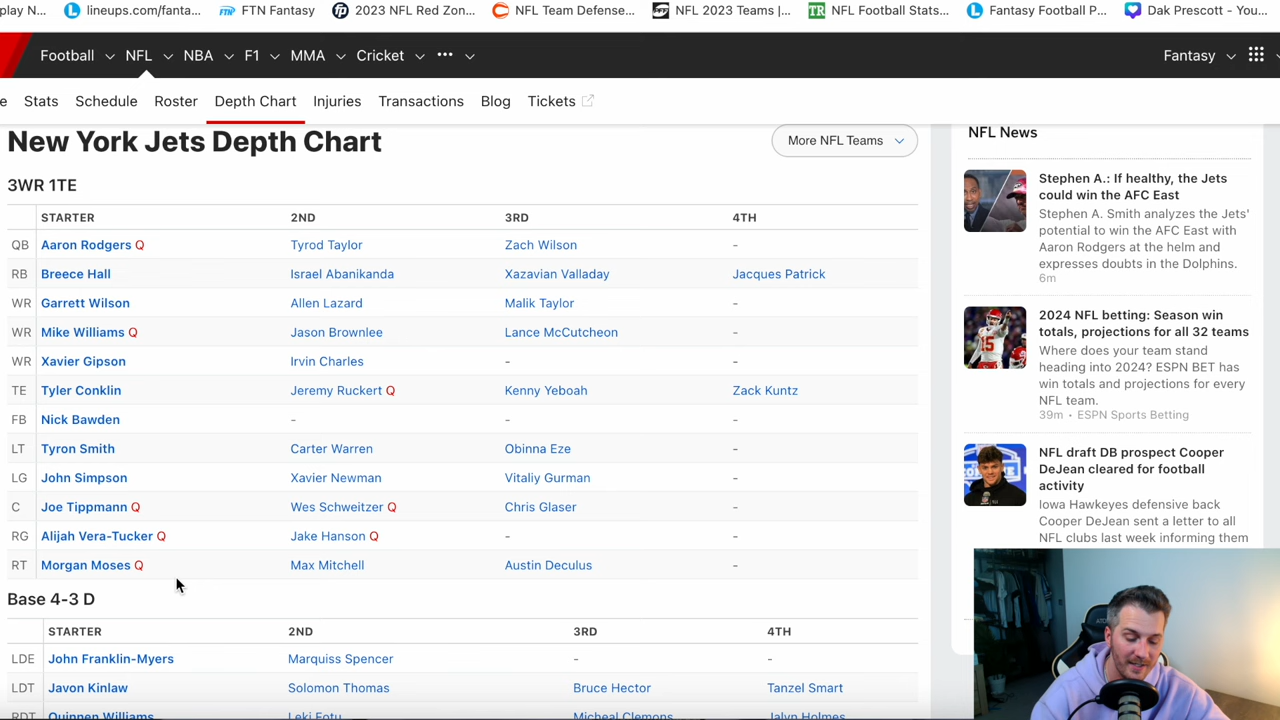 play N... lineups.com/fanta... FTN Fantasy 2023 NFL Red Zon... NFL Team Defense... NFL 2023 Teams |... NFL Football Stats... Fantasy Football P... Dak Prescott - You...
Football NFL NBA F1 MMA Cricket ••• Fantasy
e Stats Schedule Roster Depth Chart Injuries Transactions Blog Tickets
New York Jets Depth Chart
More NFL Teams
3WR 1TE
STARTER 2ND 3RD 4TH
QB Aaron Rodgers Q Tyrod Taylor Zach Wilson -
RB Breece Hall Israel Abanikanda Xazavian Valladay Jacques Patrick
WR Garrett Wilson Allen Lazard Malik Taylor -
WR Mike Williams Q Jason Brownlee Lance McCutcheon -
WR Xavier Gipson Irvin Charles - -
TE Tyler Conklin Jeremy Ruckert Q Kenny Yeboah Zack Kuntz
FB Nick Bawden - - -
LT Tyron Smith Carter Warren Obinna Eze -
LG John Simpson Xavier Newman Vitaliy Gurman -
C Joe Tippmann Q Wes Schweitzer Q Chris Glaser -
RG Alijah Vera-Tucker Q Jake Hanson Q - -
RT Morgan Moses Q Max Mitchell Austin Deculus -
Base 4-3 D
STARTER 2ND 3RD 4TH
LDE John Franklin-Myers Marquiss Spencer - -
LDT Javon Kinlaw Solomon Thomas Bruce Hector Tanzel Smart
RDT Quinnen Williams Leki Fotu Micheal Clemons Jalyn Holmes
NFL News
Stephen A.: If healthy, the Jets
could win the AFC East
Stephen A. Smith analyzes the Jets'
potential to win the AFC East with
Aaron Rodgers at the helm and
expresses doubts in the Dolphins.
6m
2024 NFL betting: Season win
totals, projections for all 32 teams
Where does your team stand
heading into 2024? ESPN BET has
win totals and projections for every
NFL team.
39m • ESPN Sports Betting
NFL draft DB prospect Cooper
DeJean cleared for football
activity
Iowa Hawkeyes defensive back
Cooper DeJean sent a letter to all
NFL clubs last week informing them